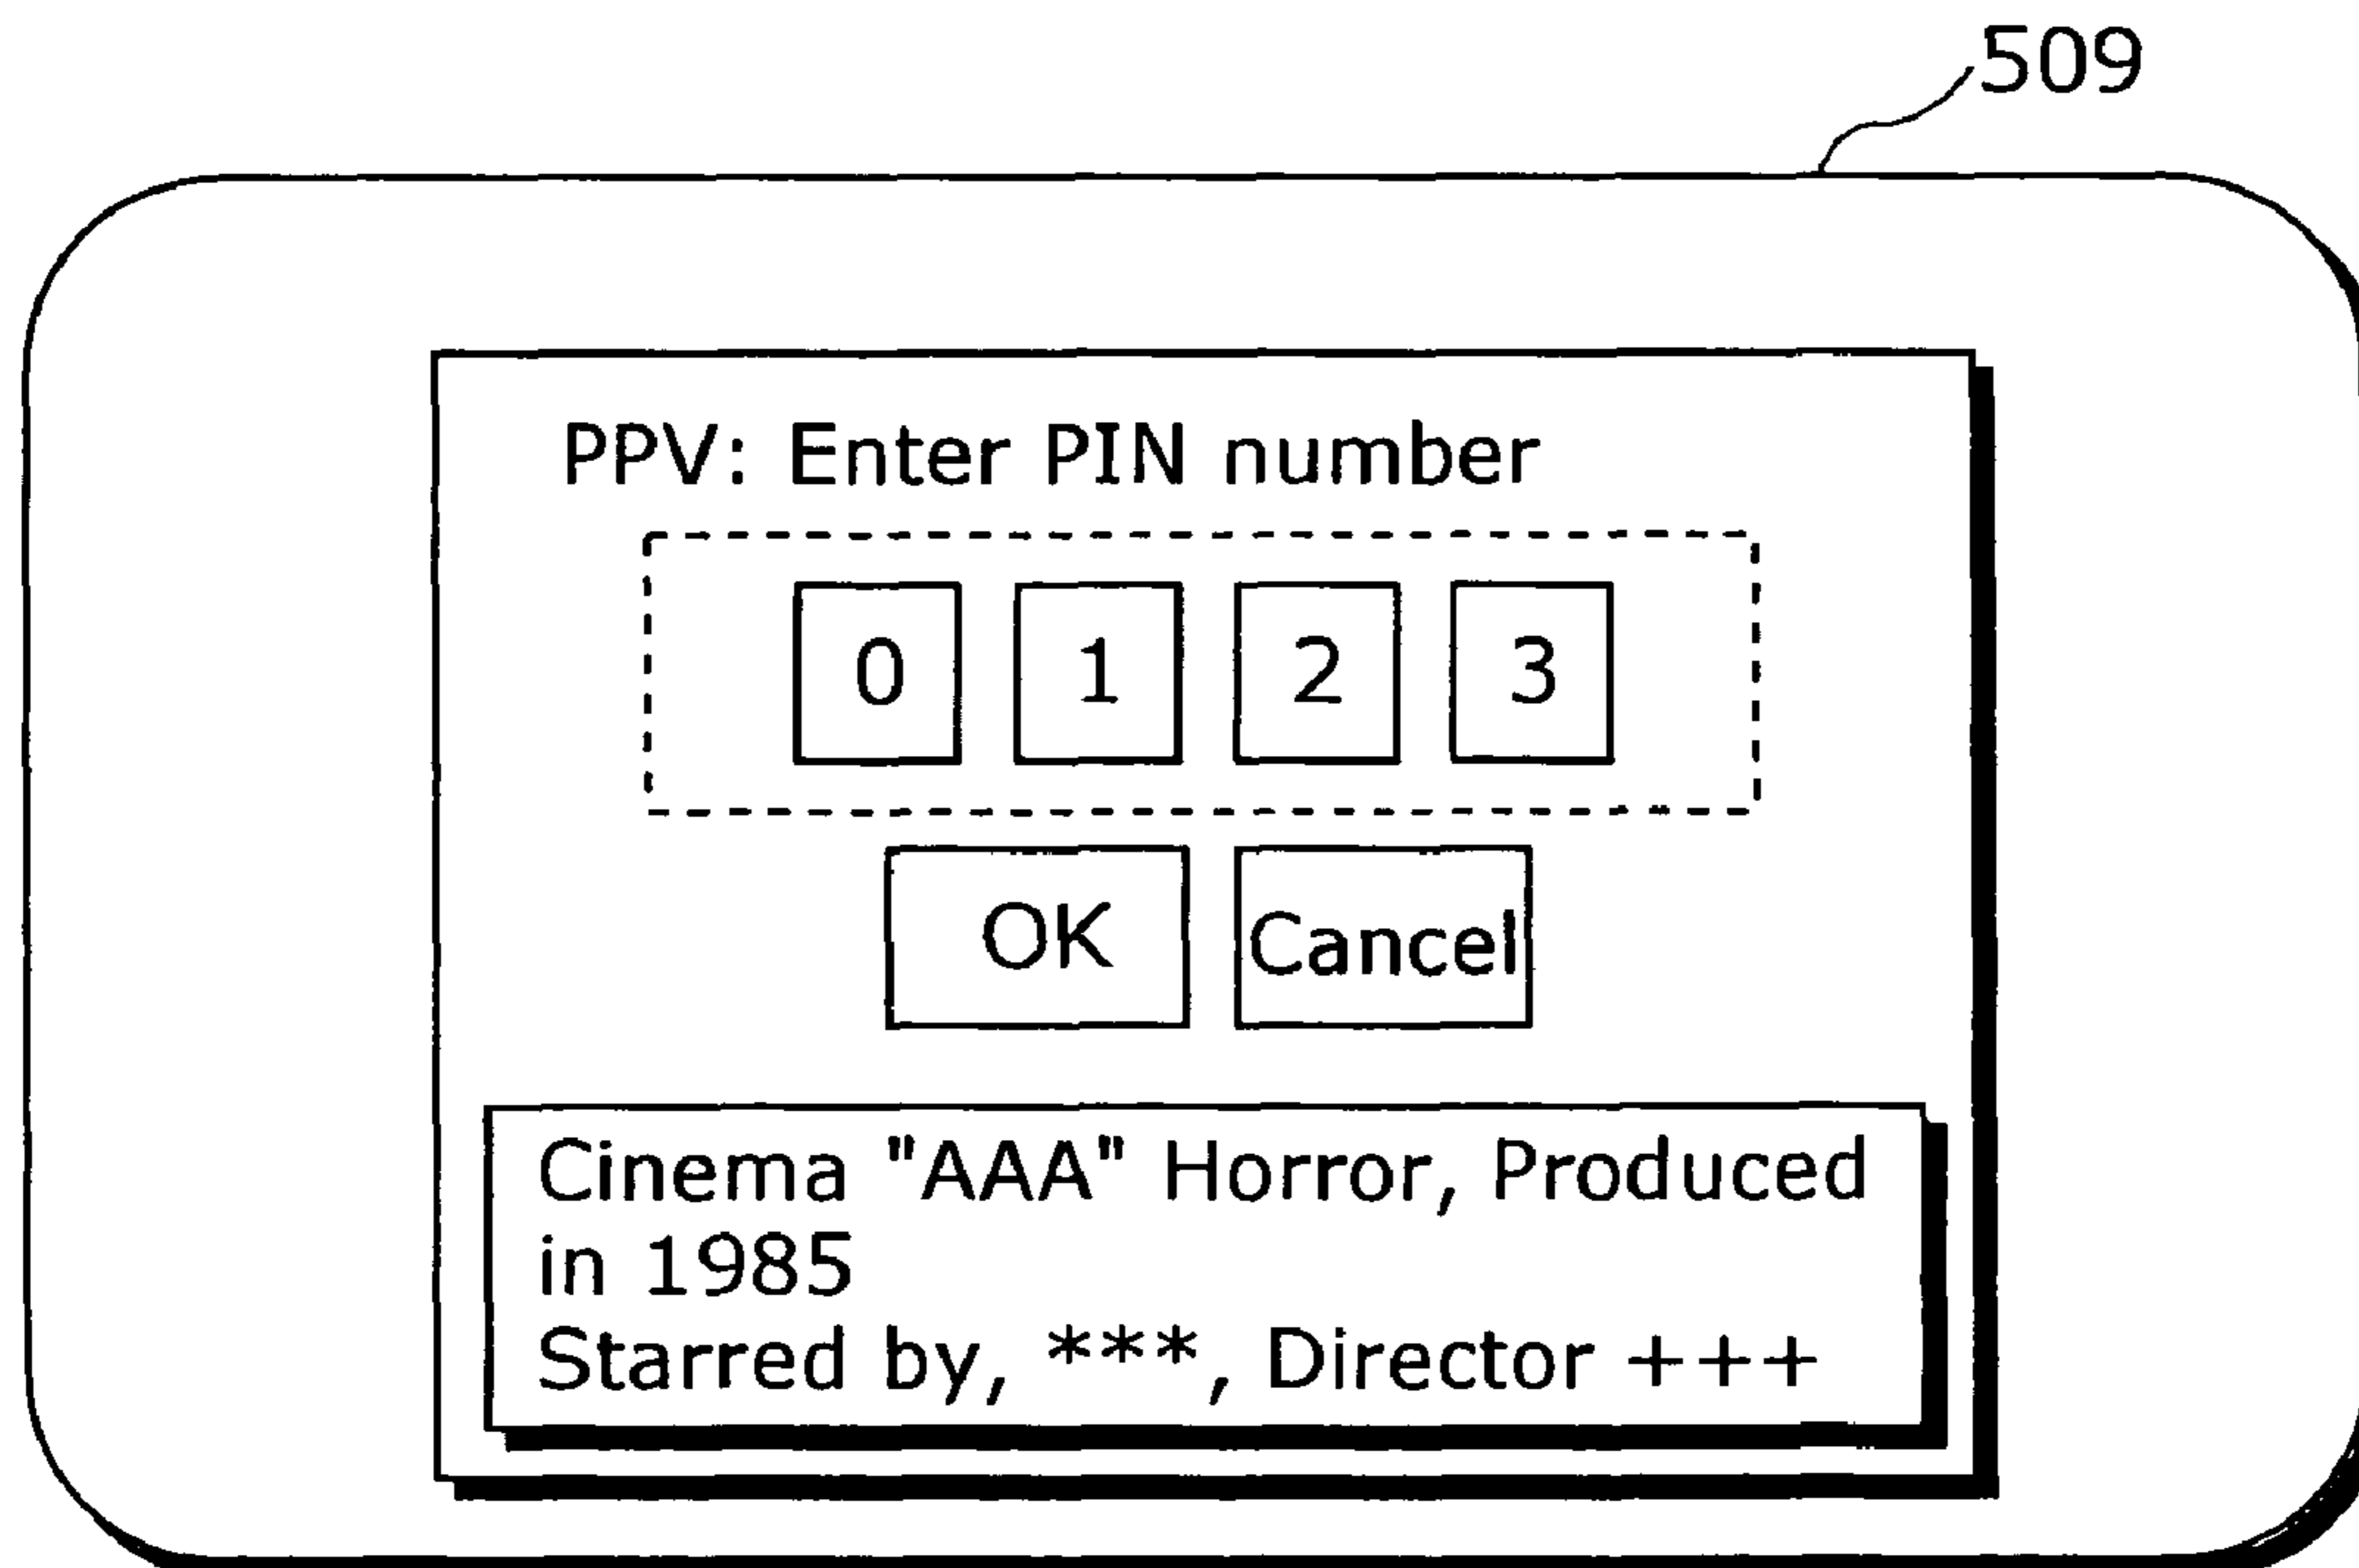 509
PPV: Enter PIN number
0 1 2 3
OK Cancel
Cinema "AAA" Horror, Produced
in 1985
Starred by, ***, Director +++